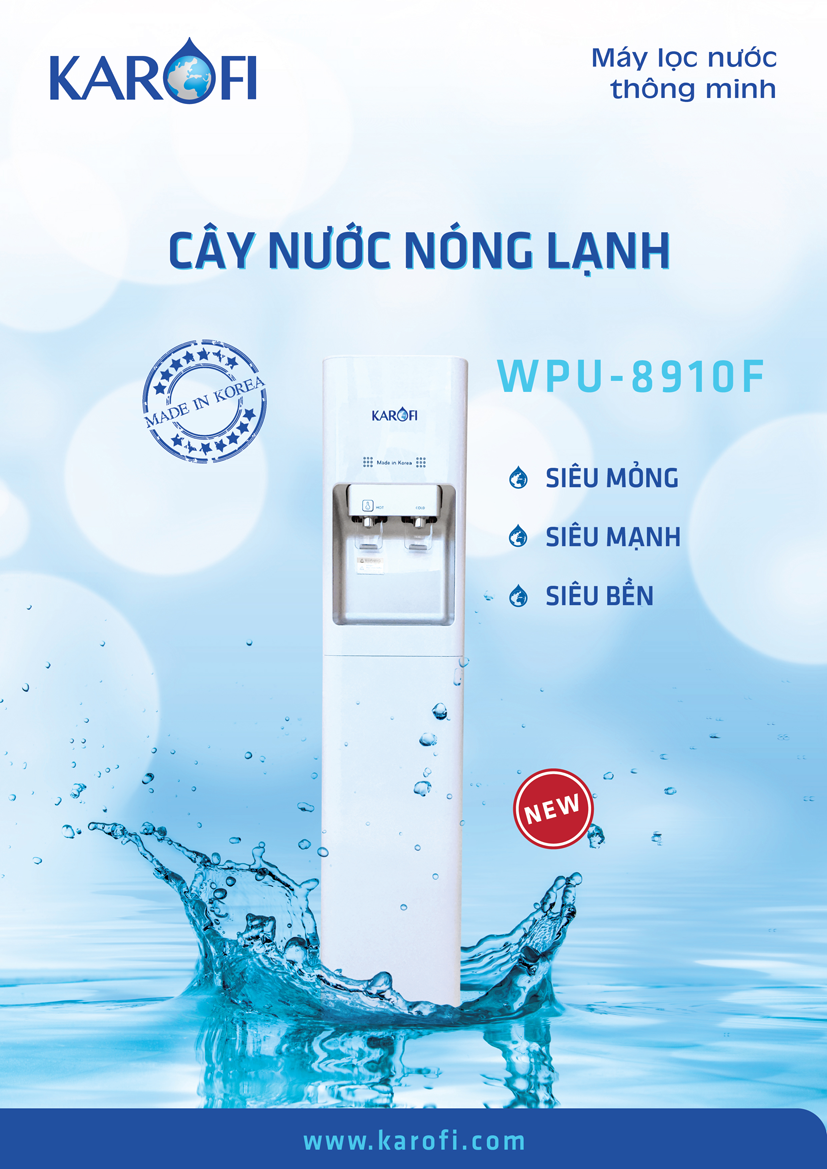 KAROFI
Máy lọc nước
thông minh
CÂY NƯỚC NÓNG LẠNH
MADE IN KOREA
WPU-8910F
KAROFI
Made in Korea
HOT
SIÊU MỎNG
SIÊU MẠNH
SIÊU BỀN
NEW
www.karofi.com